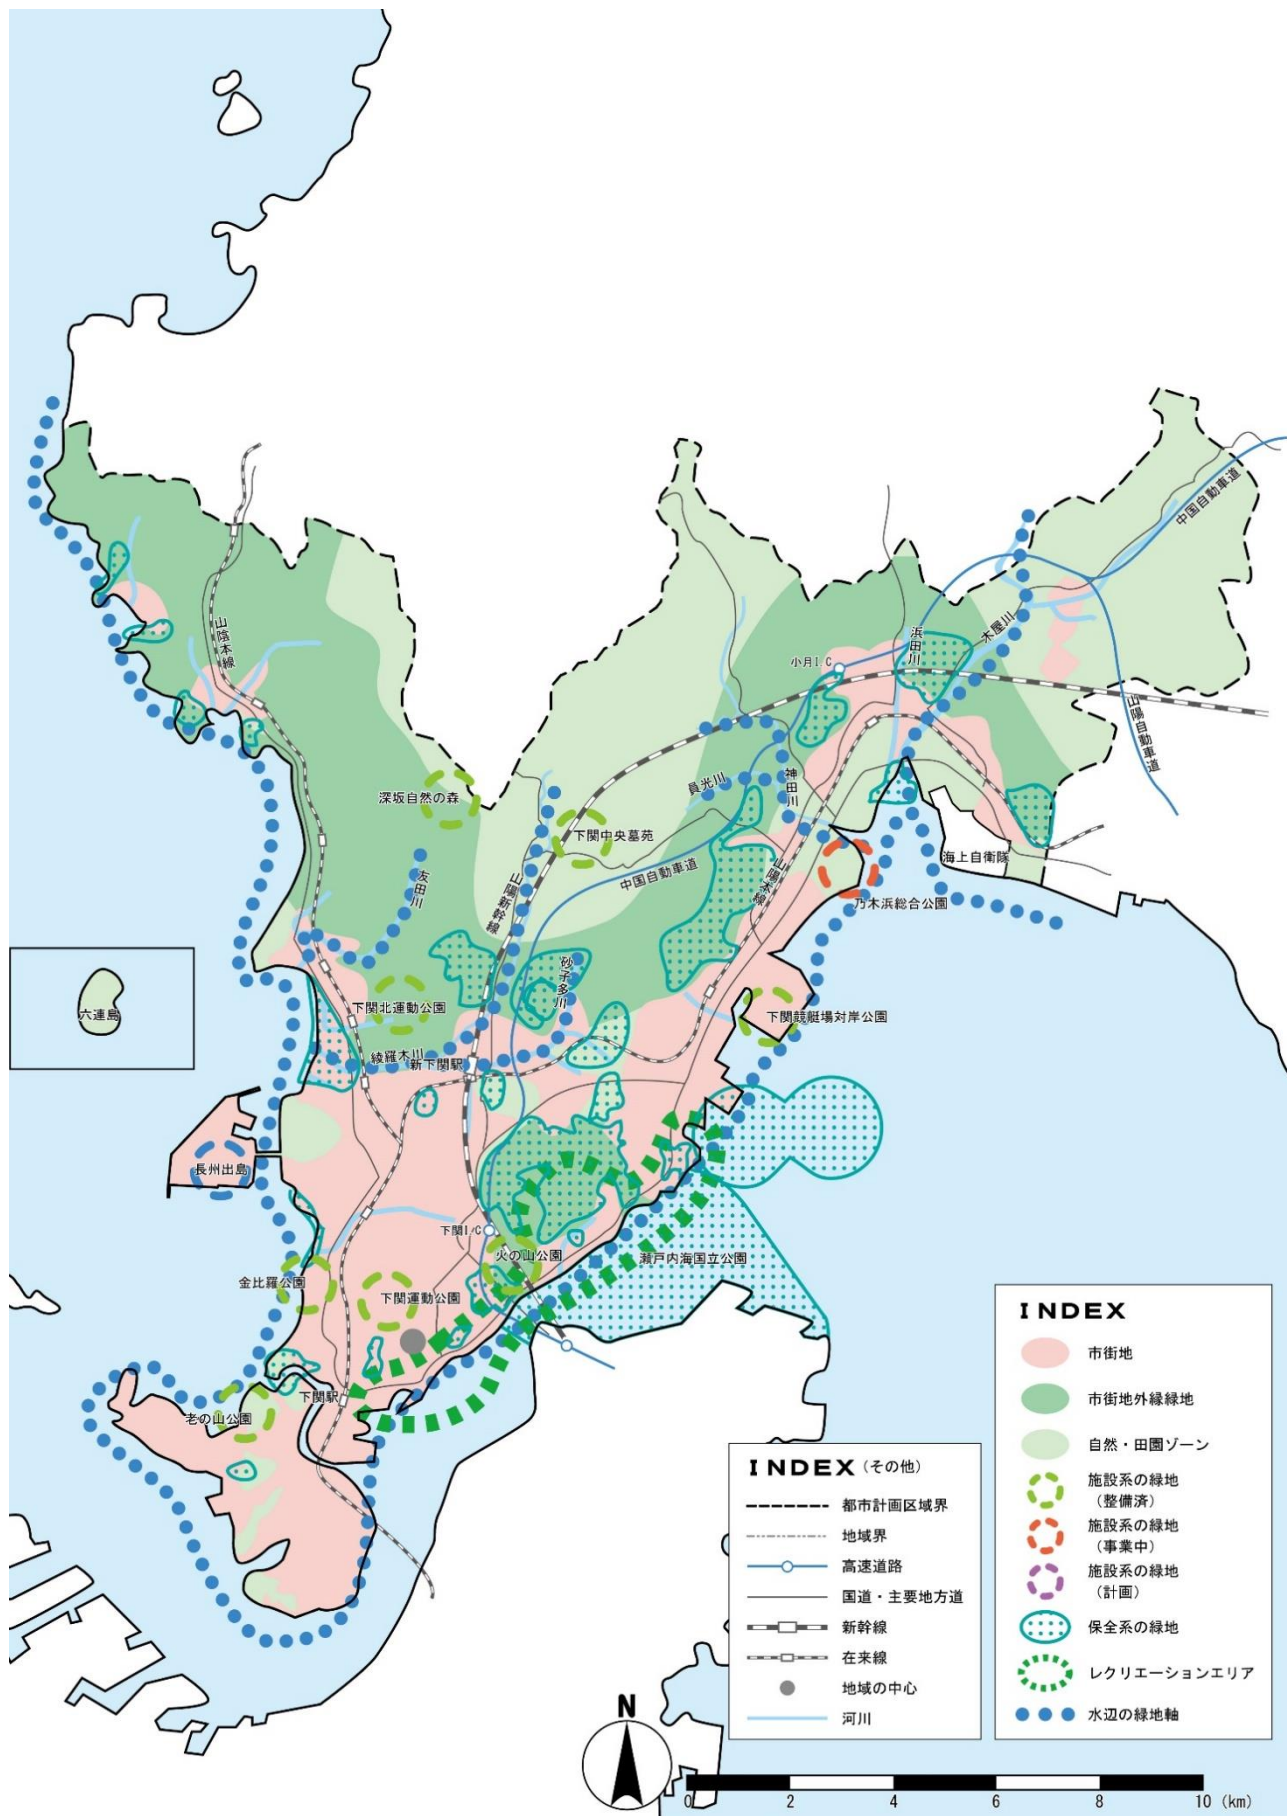 中国自動車道
山陰本線
浜田川
木屋川
小月I.C
山陽自動車道
員光川
神田川
深坂自然の森
下関中央墓苑
中国自動車道
山陽本線
海上自衛隊
友田川
山陽新幹線
乃木浜総合公園
砂子多川
六連島
下関北運動公園
下関競艇場対岸公園
綾羅木川
新下関駅
長州出島
下関I/C
火の山公園
瀬戸内海国立公園
金比羅公園
下関運動公園
下関駅
老の山公園
INDEX
市街地
市街地外縁緑地
自然・田園ゾーン
施設系の緑地
(整備済)
施設系の緑地
(事業中)
施設系の緑地
(計画)
保全系の緑地
レクリエーションエリア
水辺の緑地軸
INDEX(その他)
都市計画区域界
地域界
高速道路
国道・主要地方道
新幹線
在来線
地域の中心
河川
N
0 2 4 6 8 10 (km)